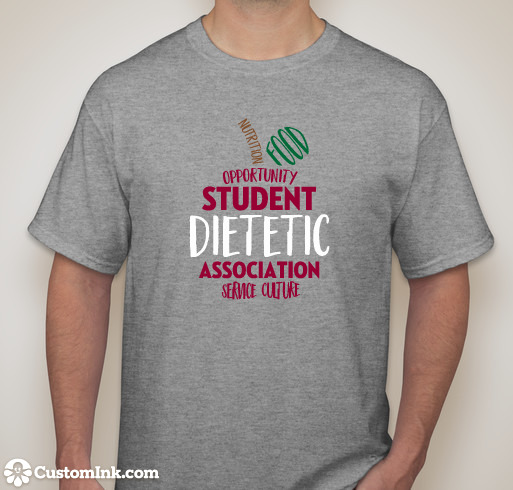 NUTRITION
FOOD
OPPORTUNITY
STUDENT
DIETETIC
ASSOCIATION
SERVICE CULTURE
CustomInk.com